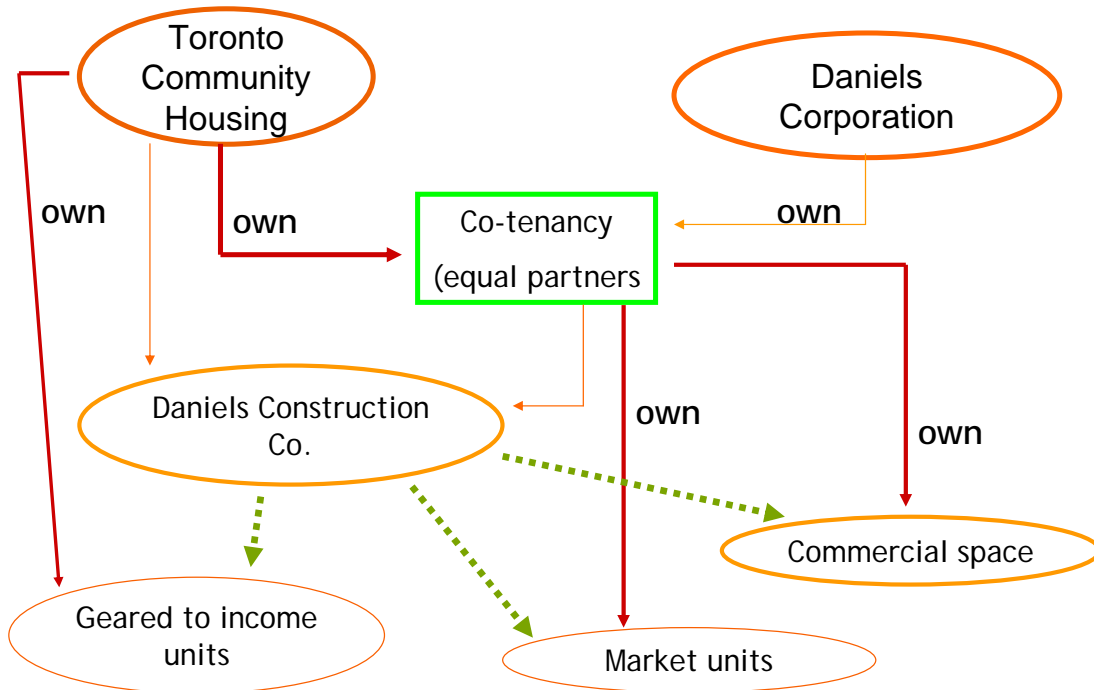 Toronto
Community
Housing
Daniels
Corporation
own
own
own
Co-tenancy
(equal partners
Daniels Construction
Co.
own
own
Commercial space
Geared to income
units
Market units